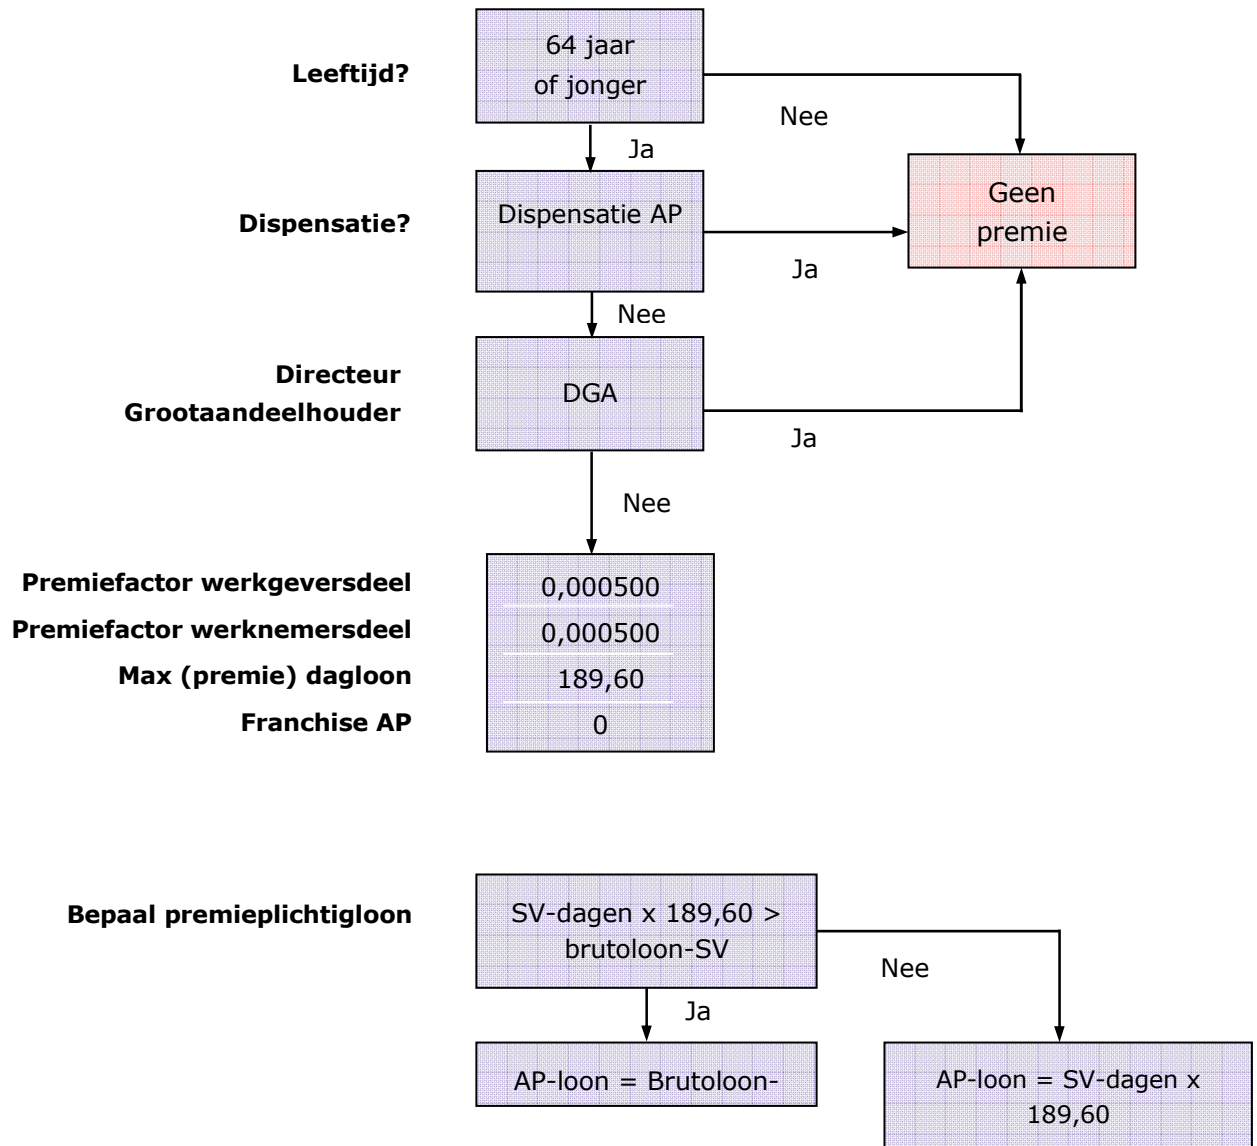 Leeftijd?
64 jaar
of jonger
Nee
Ja
Dispensatie?
Dispensatie AP
Geen
premie
Ja
Nee
Directeur
Grootaandeelhouder
DGA
Ja
Nee
Premiefactor werkgeversdeel
0,000500
Premiefactor werknemersdeel
0,000500
Max (premie) dagloon
189,60
Franchise AP
0
Bepaal premieplichtigloon
SV-dagen x 189,60 >
brutoloon-SV
Nee
Ja
AP-loon = Brutoloon-
AP-loon = SV-dagen x
189,60